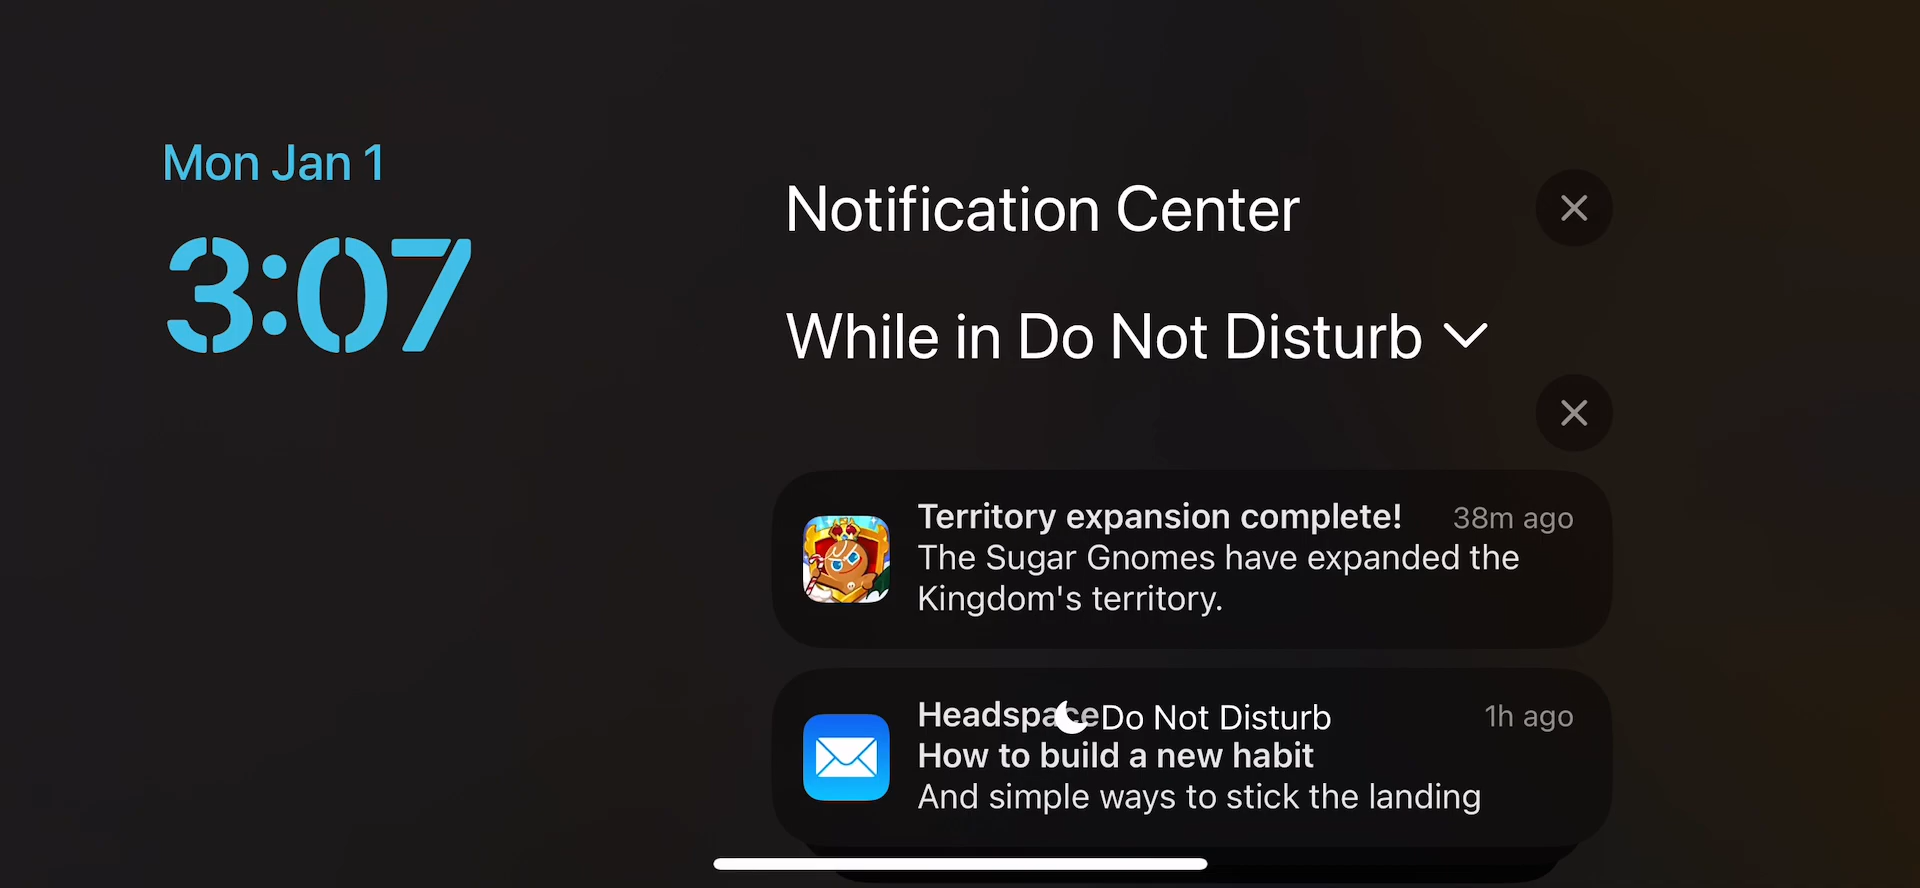 Mon Jan 1
3:07
Notification Center
While in Do Not Disturb
Territory expansion complete! 38m ago
The Sugar Gnomes have expanded the
Kingdom's territory.
Headspace Do Not Disturb 1h ago
How to build a new habit
And simple ways to stick the landing